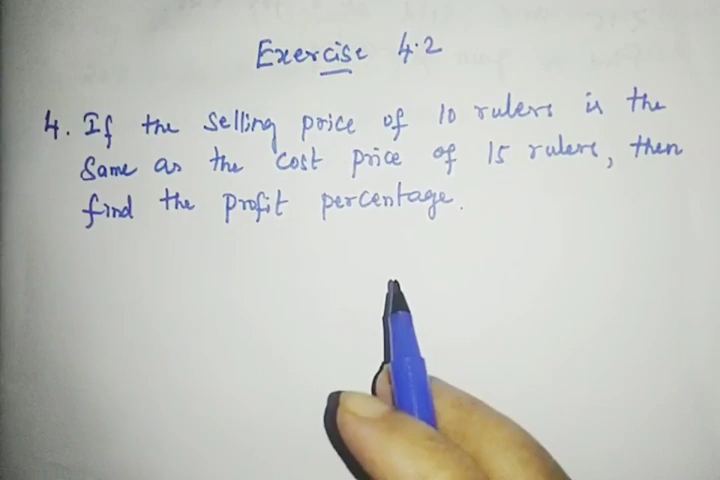 Exercise 4.2
4. If the selling price of 10 rulers is the
same as the cost price of 15 rulers, then
find the profit percentage.